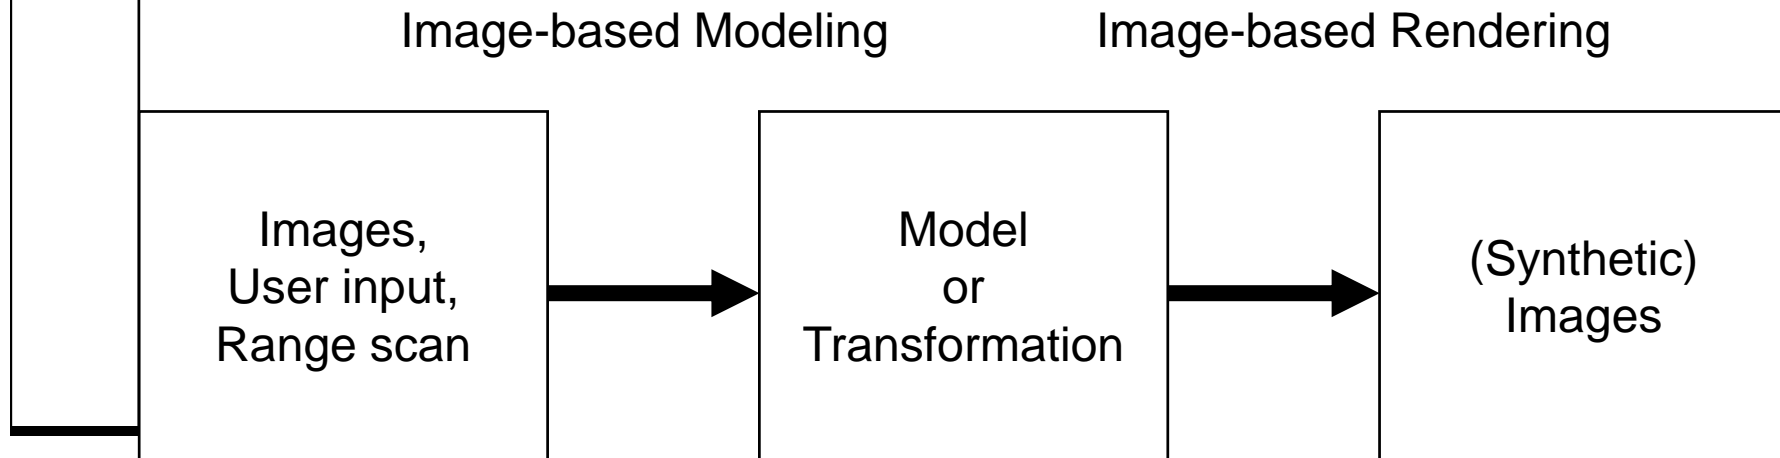 Image-based Modeling
Image-based Rendering
Images,
User input,
Range scan
Model
or
Transformation
(Synthetic)
Images